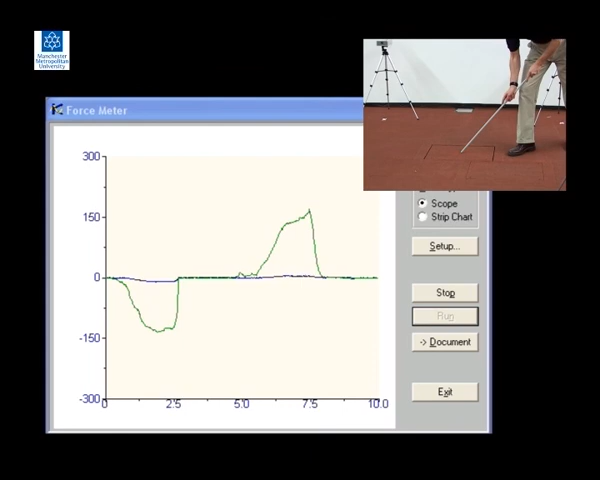 Manchester
Metropolitan
University
Force Meter
300
150
0
-150
-300
0
2.5
5.0
7.5
10.0
Scope
Strip Chart
Setup...
Stop
Run
-> Document
Exit